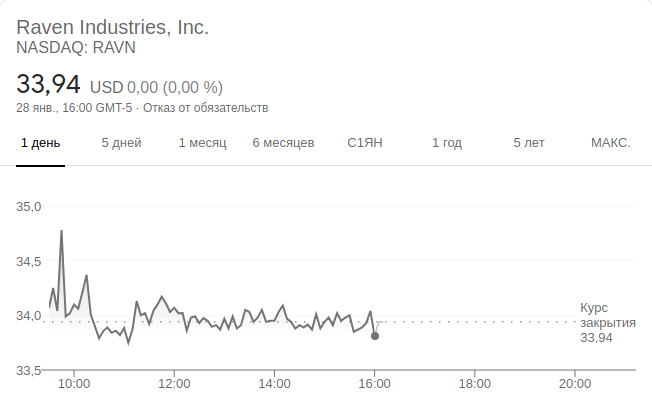 Raven Industries, Inc.
NASDAQ: RAVN
33,94 USD 0,00 (0,00 %)
28 янв., 16:00 GMT-5 · Отказ от обязательств
1 день 5 дней 1 месяц 6 месяцев С1ЯН 1 год 5 лет МАКС.
35,0
34,5
34,0
33,5
Курс
закрытия
33,94
10:00 12:00 14:00 16:00 18:00 20:00